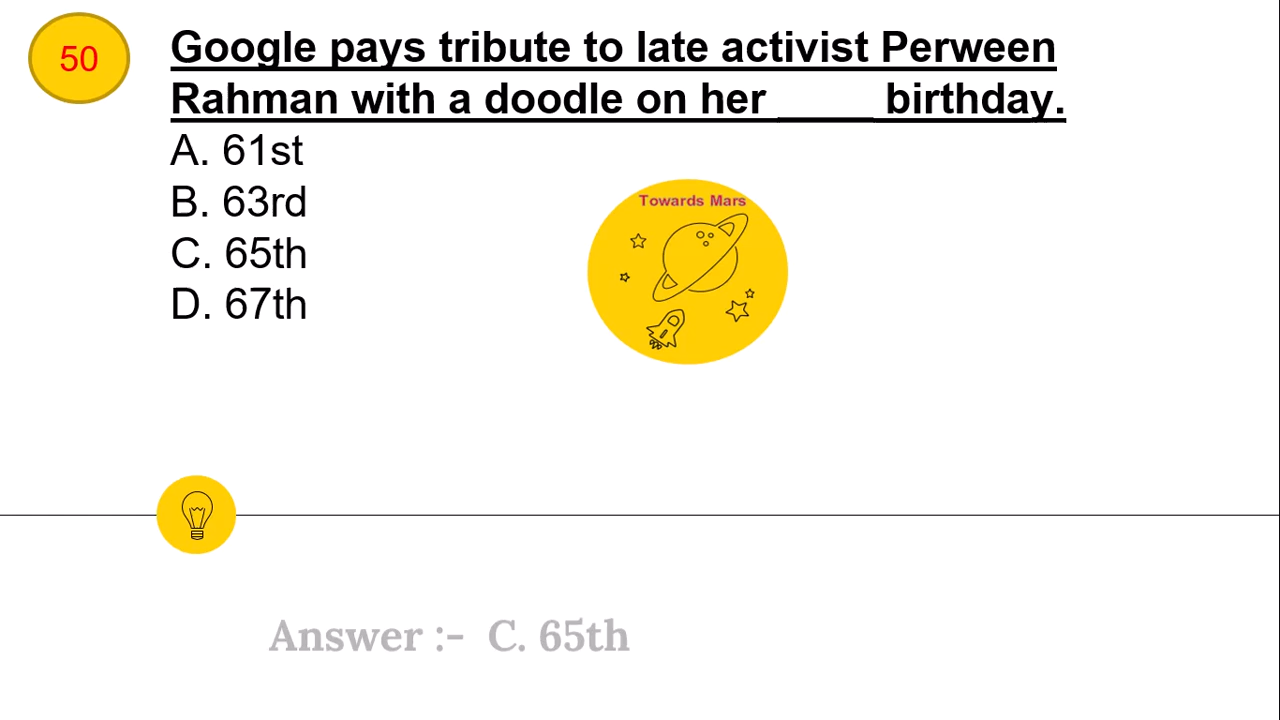 50
Google pays tribute to late activist Perween
Rahman with a doodle on her _____ birthday.
A. 61st
B. 63rd
C. 65th
D. 67th
Towards Mars
Answer :- C. 65th